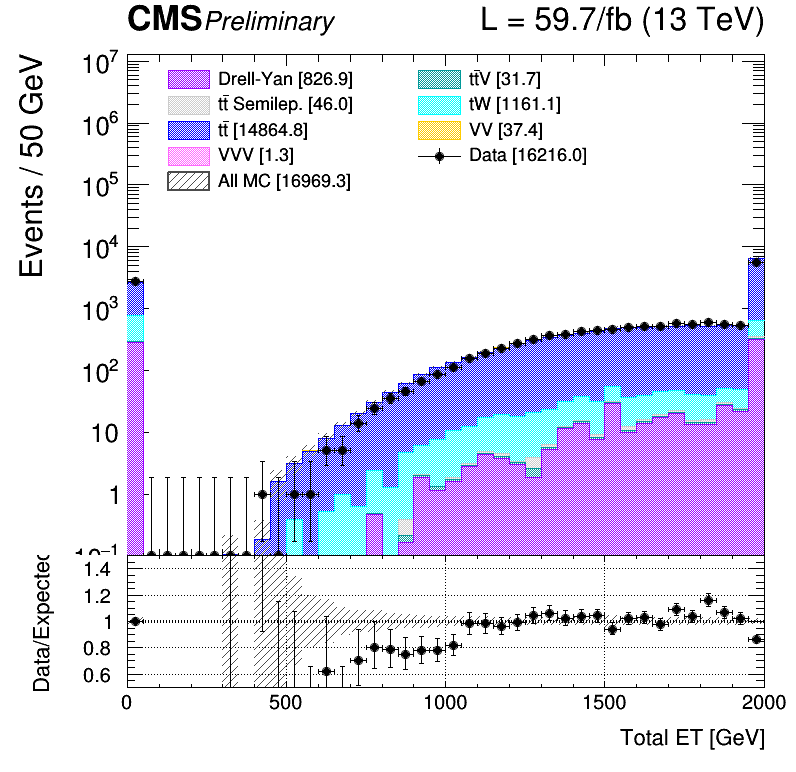 CMS Preliminary L = 59.7/fb (13 TeV)
Events / 50 GeV
10⁷
10⁶
10⁵
10⁴
10³
10²
10
1
10⁻¹
Drell-Yan [826.9]
tt̄ Semilep. [46.0]
tt̄ [14864.8]
VVV [1.3]
All MC [16969.3]
tt̄V [31.7]
tW [1161.1]
VV [37.4]
Data [16216.0]
Data/Expected
1.4
1.2
1
0.8
0.6
0 500 1000 1500 2000
Total ET [GeV]